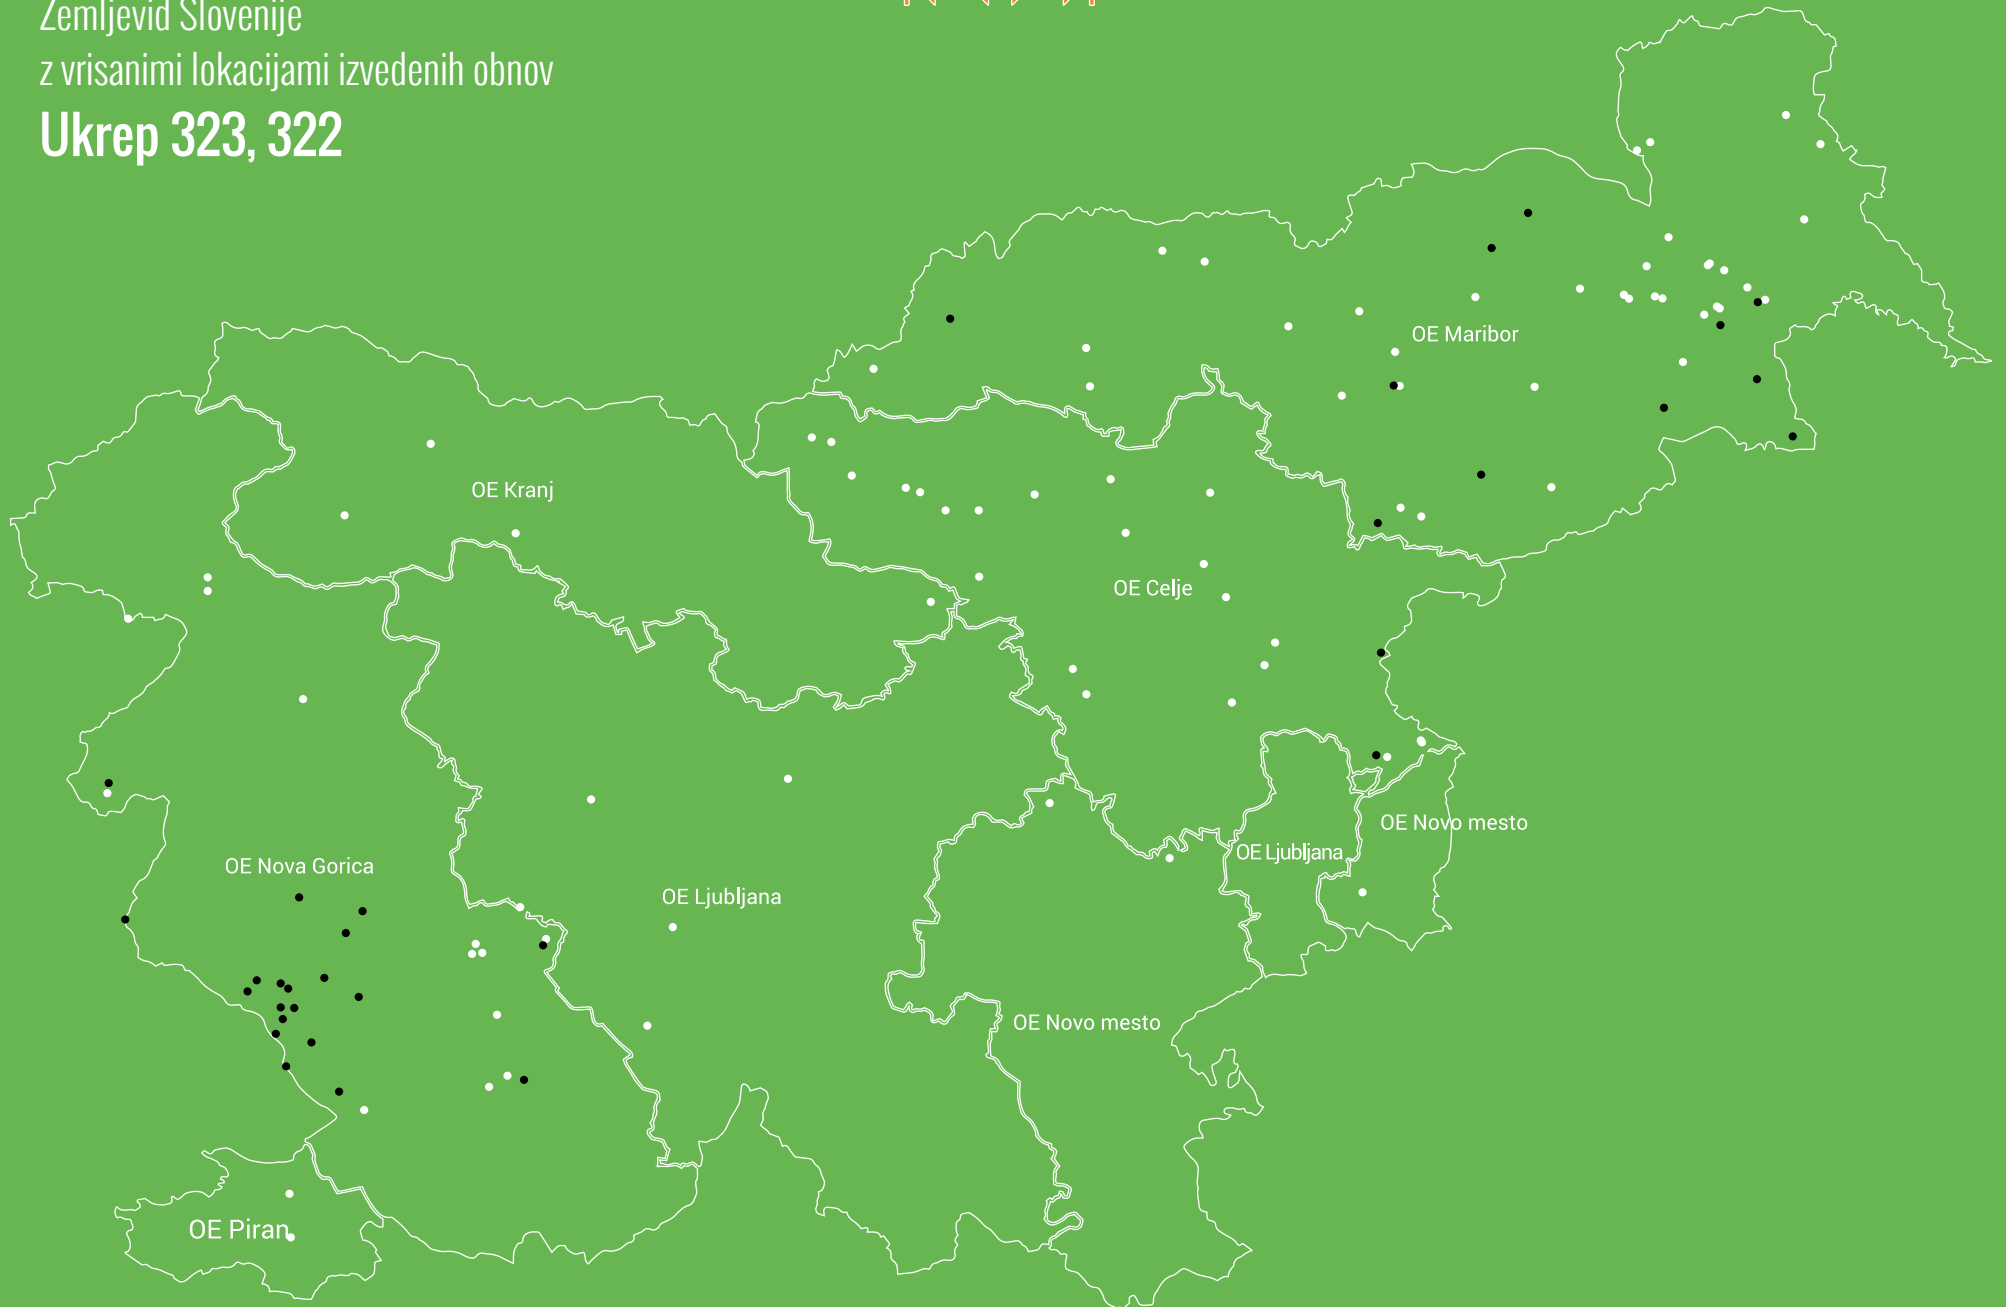 Zemljevid Slovenije
z vrisanimi lokacijami izvedenih obnov
Ukrep 323, 322
OE Maribor
OE Kranj
OE Celje
OE Novo mesto
OE Ljubljana
OE Nova Gorica
OE Ljubljana
OE Novo mesto
OE Piran